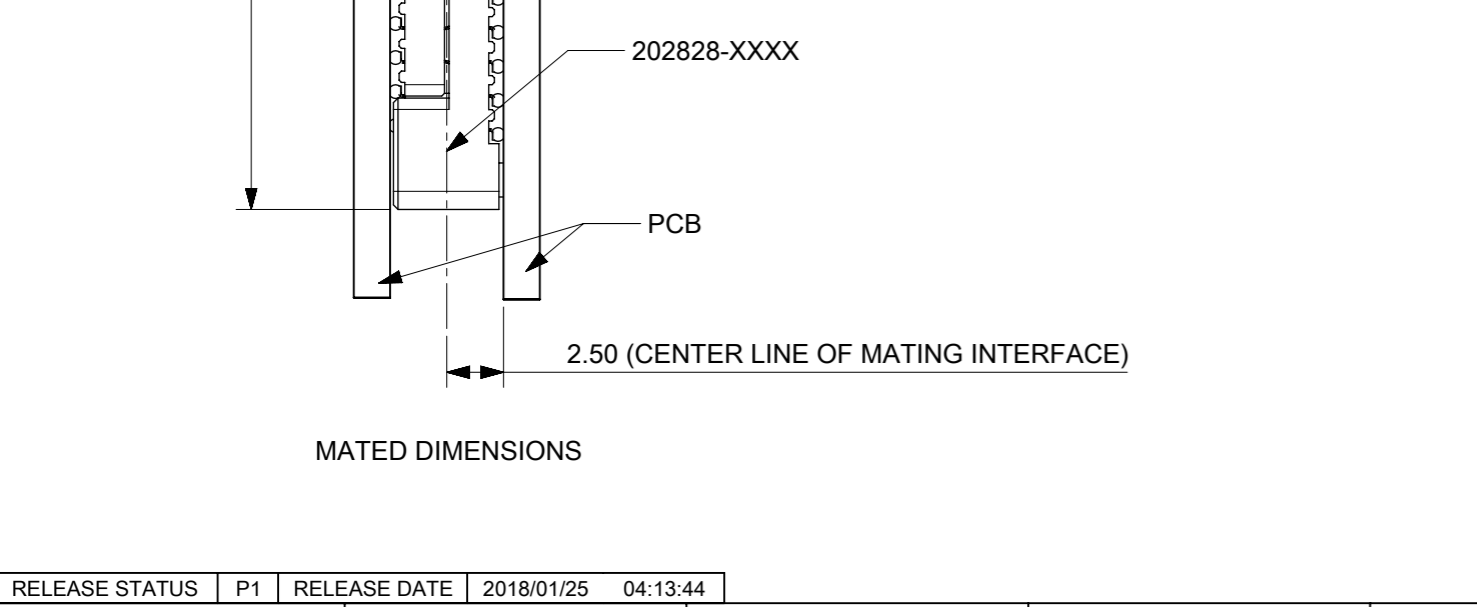 202828-XXXX
PCB
2.50 (CENTER LINE OF MATING INTERFACE)
MATED DIMENSIONS
RELEASE STATUS P1 RELEASE DATE 2018/01/25 04:13:44